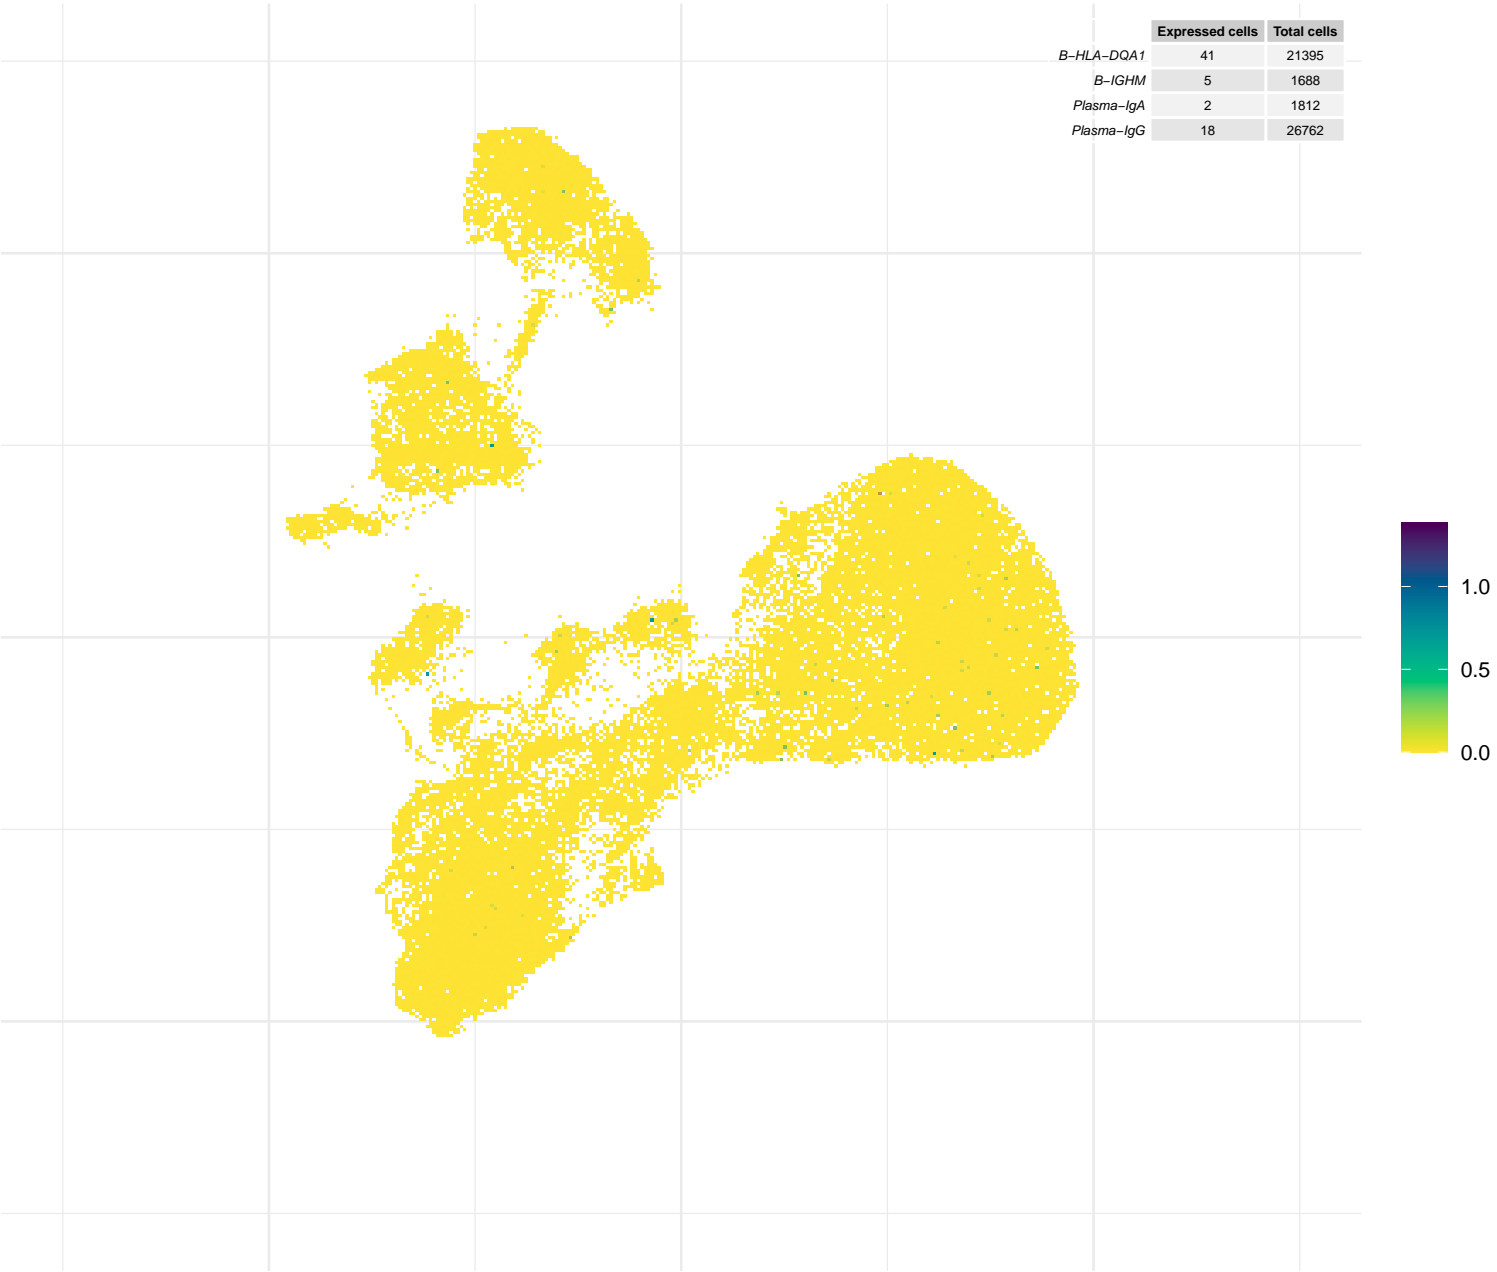 Expressed cells Total cells
B−HLA−DQA1 41 21395
B−IGHM 5 1688
Plasma−IgA 2 1812
Plasma−IgG 18 26762
1.0
0.5
0.0